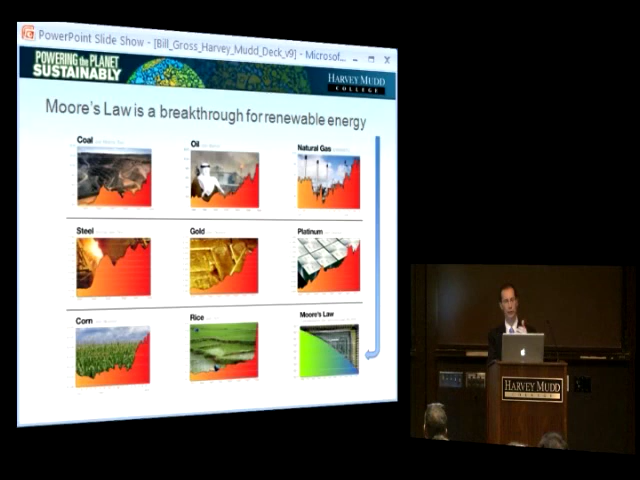 PowerPoint Slide Show - [Bill_Gross_Harvey_Mudd_Deck_v9] - Microsof...
POWERING the PLANET
SUSTAINABLY
HARVEY MUDD
COLLEGE
Moore's Law is a breakthrough for renewable energy
Coal
Oil
Natural Gas
Steel
Gold
Platinum
Corn
Rice
Moore's Law
HARVEY MUDD
COLLEGE